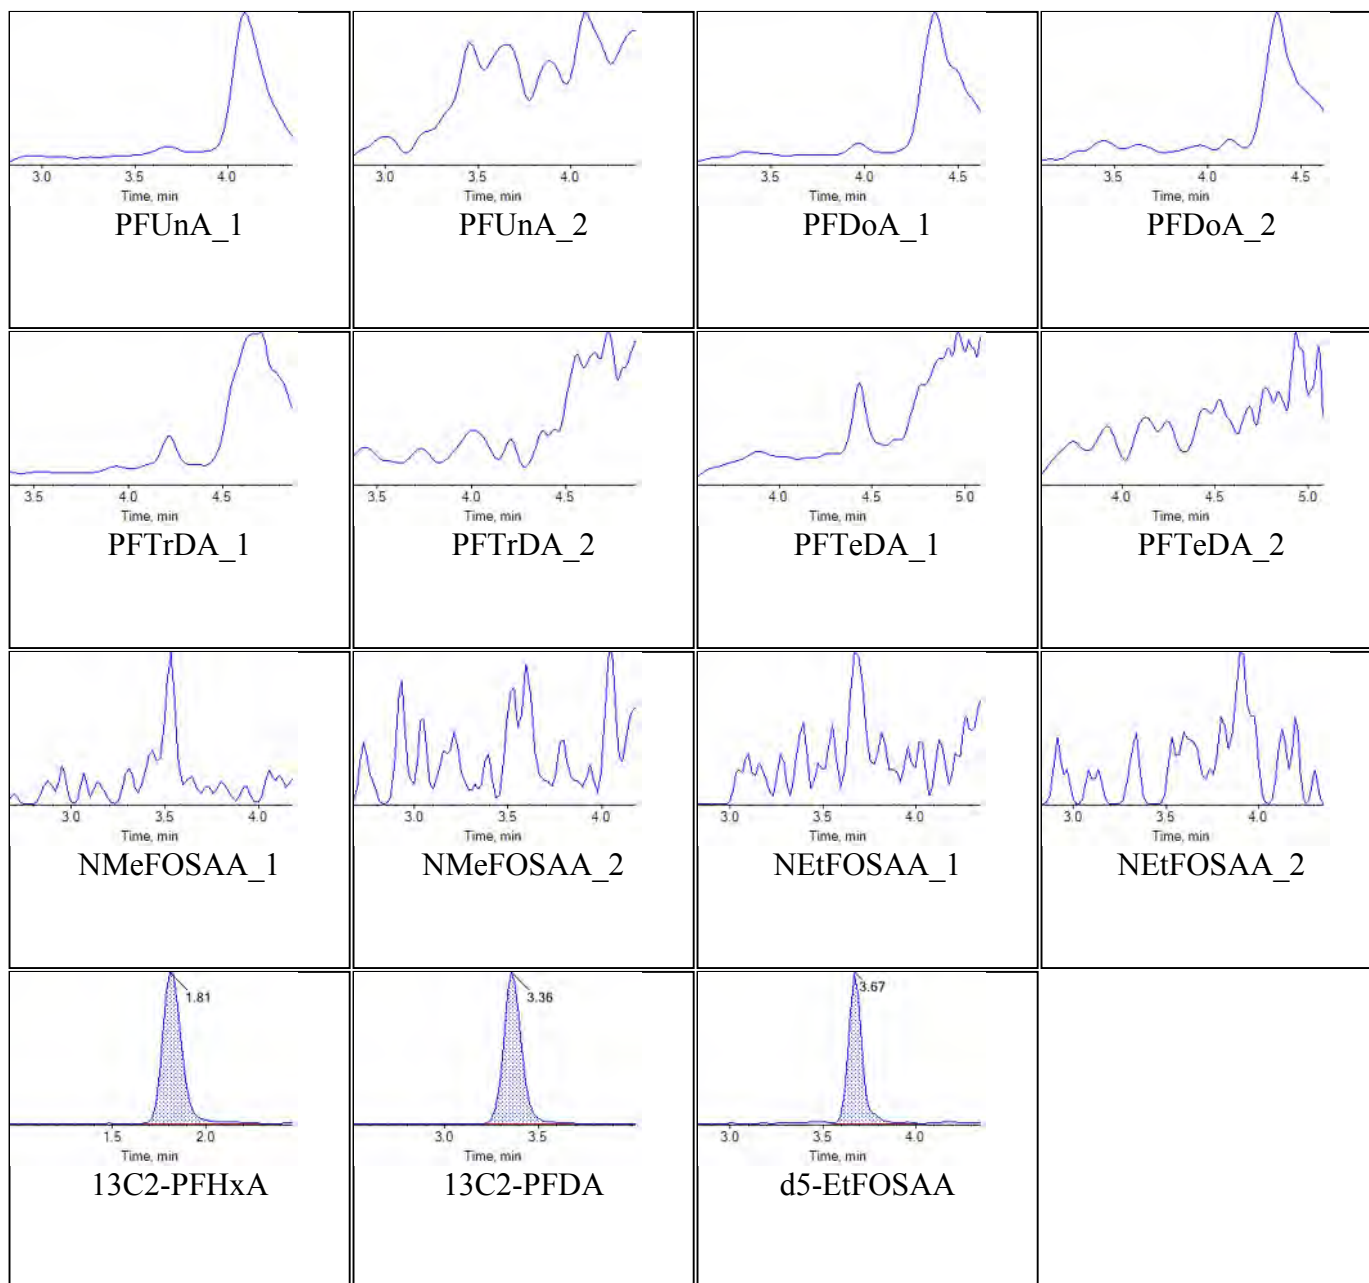 3.0 3.5 4.0
Time, min
PFUnA_1
3.0 3.5 4.0
Time, min
PFUnA_2
3.5 4.0 4.5
Time, min
PFDoA_1
3.5 4.0 4.5
Time, min
PFDoA_2
3.5 4.0 4.5
Time, min
PFTrDA_1
3.5 4.0 4.5
Time, min
PFTrDA_2
4.0 4.5 5.0
Time, min
PFTeDA_1
4.0 4.5 5.0
Time, min
PFTeDA_2
3.0 3.5 4.0
Time, min
NMeFOSAA_1
3.0 3.5 4.0
Time, min
NMeFOSAA_2
3.0 3.5 4.0
Time, min
NEtFOSAA_1
3.0 3.5 4.0
Time, min
NEtFOSAA_2
1.81
1.5 2.0
Time, min
13C2-PFHxA
3.36
3.0 3.5
Time, min
13C2-PFDA
3.67
3.0 3.5 4.0
Time, min
d5-EtFOSAA